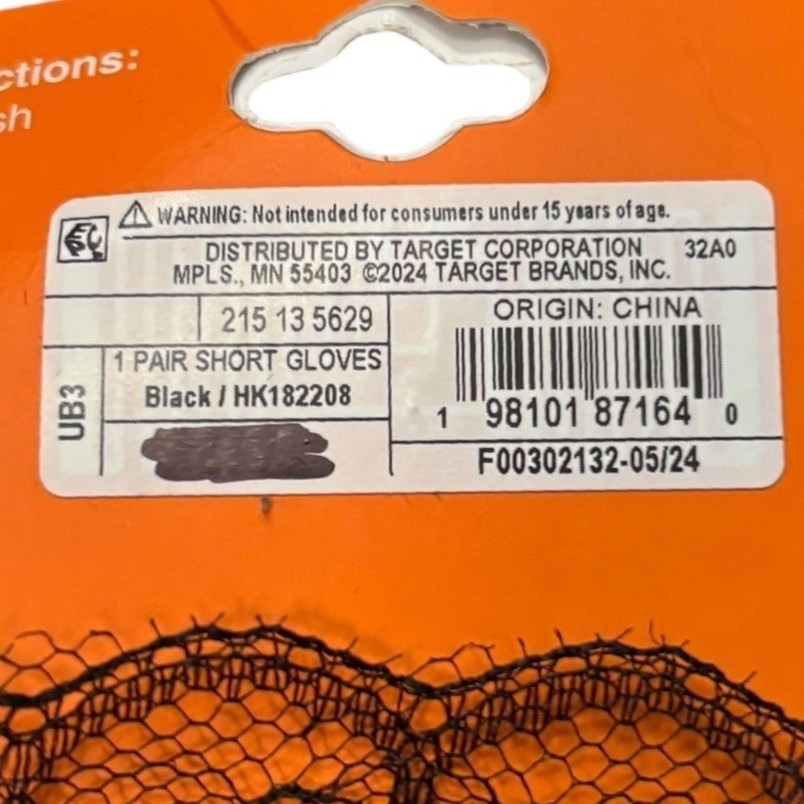 ctions:
sh
WARNING: Not intended for consumers under 15 years of age.
DISTRIBUTED BY TARGET CORPORATION 32A0
MPLS., MN 55403 ©2024 TARGET BRANDS, INC.
215 13 5629
ORIGIN: CHINA
1 PAIR SHORT GLOVES
Black / HK182208
UB3
1 98101 87164 0
F00302132-05/24